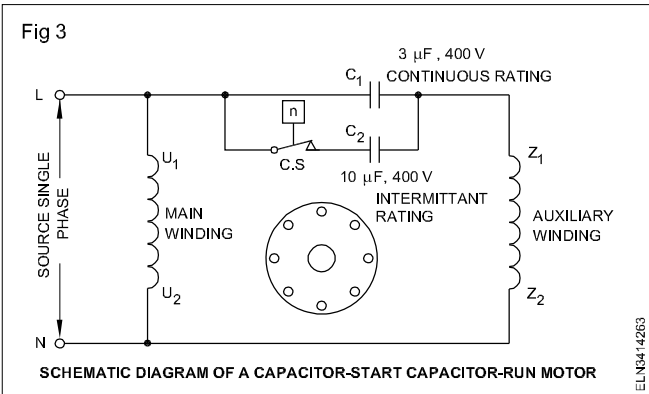 Fig 3
3 μF, 400 V
CONTINUOUS RATING
L
C1
n
C2
C.S
10 μF, 400 V
INTERMITTANT
RATING
U1
MAIN
WINDING
U2
SOURCE SINGLE
PHASE
Z1
AUXILIARY
WINDING
Z2
N
SCHEMATIC DIAGRAM OF A CAPACITOR-START CAPACITOR-RUN MOTOR
ELN3414263